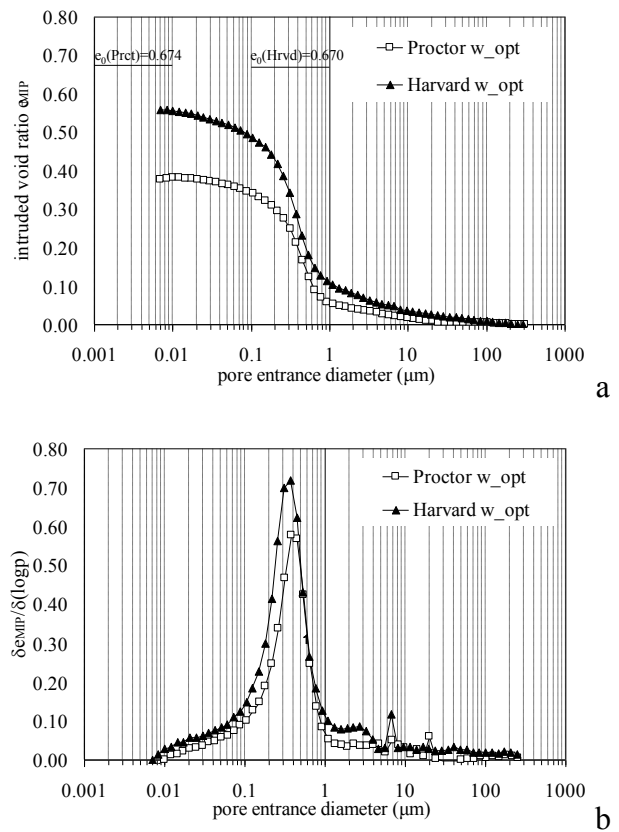 0.80
0.70
0.60
0.50
0.40
0.30
0.20
0.10
0.00
intruded void ratio eMIP
e0(Prct)=0.674
e0(Hrvd)=0.670
Proctor w_opt
Harvard w_opt
0.001 0.01 0.1 1 10 100 1000
pore entrance diameter (μm)
a
0.80
0.70
0.60
0.50
0.40
0.30
0.20
0.10
0.00
δeMIP/δ(logp)
Proctor w_opt
Harvard w_opt
0.001 0.01 0.1 1 10 100 1000
pore entrance diameter (μm)
b